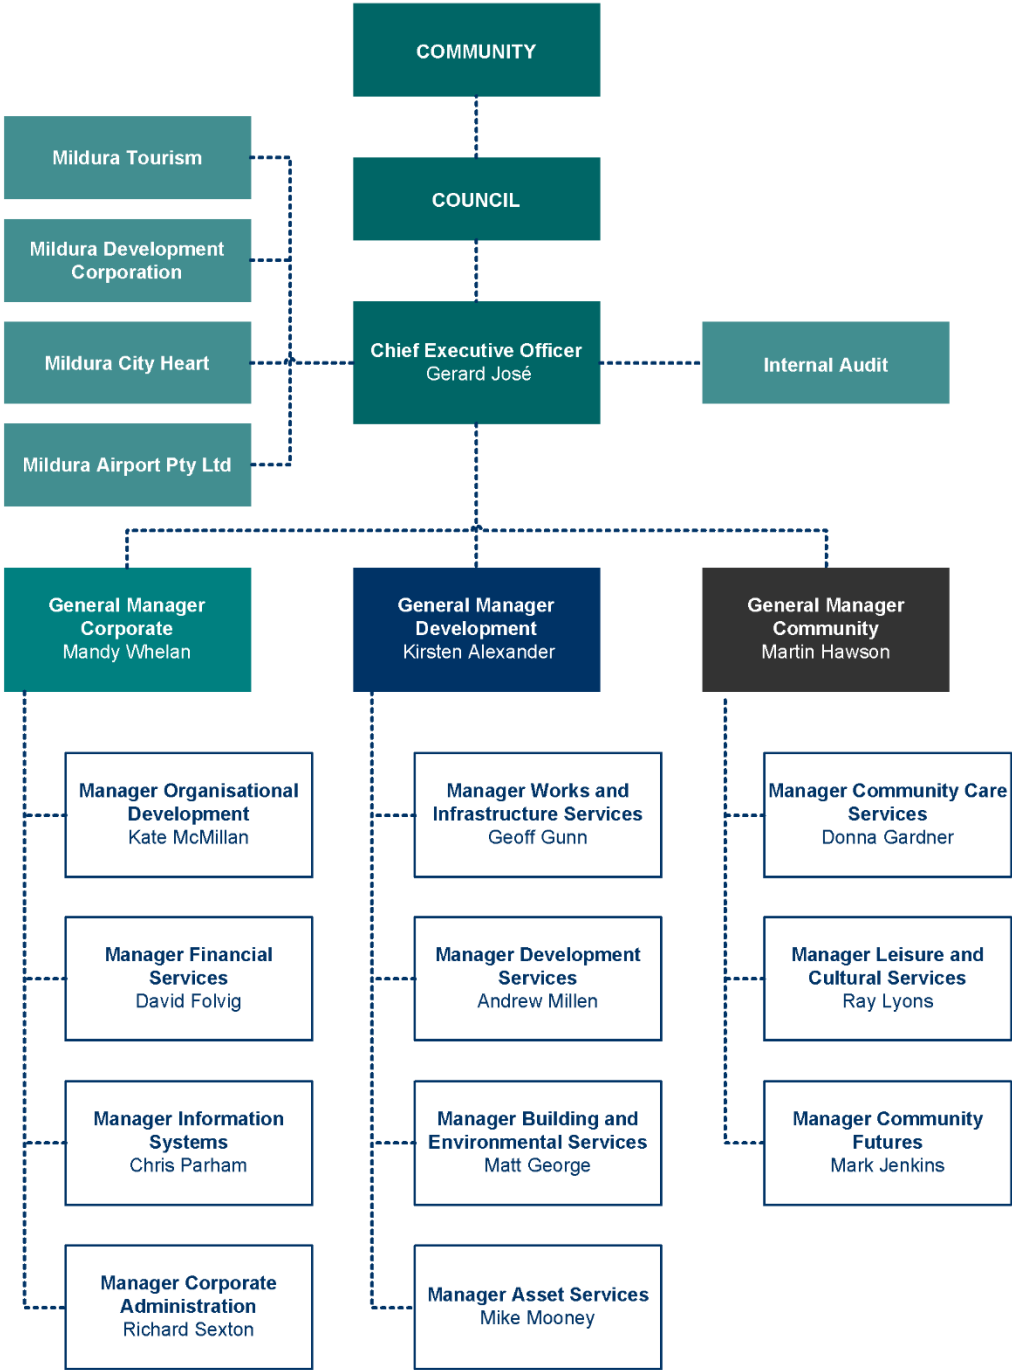 COMMUNITY
Mildura Tourism
COUNCIL
Mildura Development
Corporation
Mildura City Heart
Chief Executive Officer
Gerard José
Internal Audit
Mildura Airport Pty Ltd
General Manager
Corporate
Mandy Whelan
General Manager
Development
Kirsten Alexander
General Manager
Community
Martin Hawson
Manager Organisational
Development
Kate McMillan
Manager Works and
Infrastructure Services
Geoff Gunn
Manager Community Care
Services
Donna Gardner
Manager Financial
Services
David Folvig
Manager Development
Services
Andrew Millen
Manager Leisure and
Cultural Services
Ray Lyons
Manager Information
Systems
Chris Parham
Manager Building and
Environmental Services
Matt George
Manager Community
Futures
Mark Jenkins
Manager Corporate
Administration
Richard Sexton
Manager Asset Services
Mike Mooney